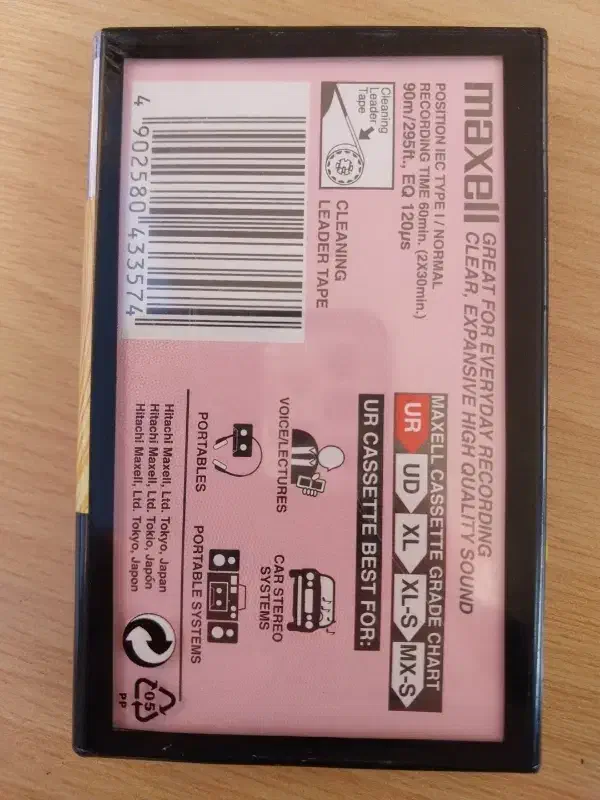 maxell
GREAT FOR EVERYDAY RECORDING
CLEAR, EXPANSIVE HIGH QUALITY SOUND
POSITION IEC TYPE I / NORMAL
RECORDING TIME 60min. (2X30min.)
90m/295ft., EQ 120µs
Cleaning
Leader
Tape
CLEANING
LEADER TAPE
4 902580 433574
MAXELL CASSETTE GRADE CHART
UR UD XL XL-S MX-S
UR CASSETTE BEST FOR:
VOICE/LECTURES
CAR STEREO
SYSTEMS
PORTABLES
PORTABLE SYSTEMS
Hitachi Maxell, Ltd. Tokyo, Japan
Hitachi Maxell, Ltd. Tokio, Japón
Hitachi Maxell, Ltd. Tokyo, Japon
05
PP